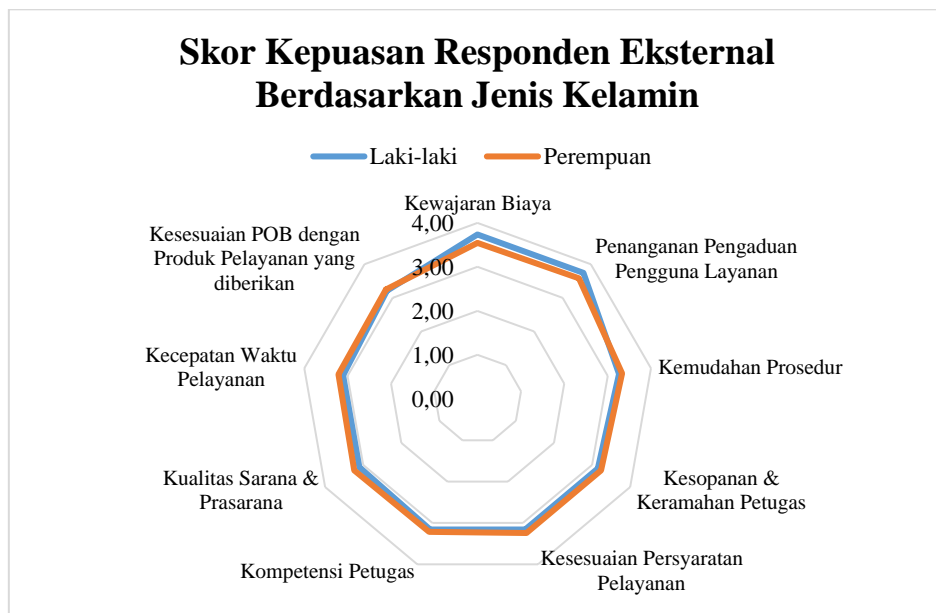 Skor Kepuasan Responden Eksternal
Berdasarkan Jenis Kelamin
Laki-laki
Perempuan
Kewajaran Biaya
Penanganan Pengaduan
Pengguna Layanan
Kemudahan Prosedur
Kesopanan &
Keramahan Petugas
Kesesuaian Persyaratan
Pelayanan
Kompetensi Petugas
Kualitas Sarana &
Prasarana
Kecepatan Waktu
Pelayanan
Kesesuaian POB dengan
Produk Pelayanan yang
diberikan
4,00
3,00
2,00
1,00
0,00